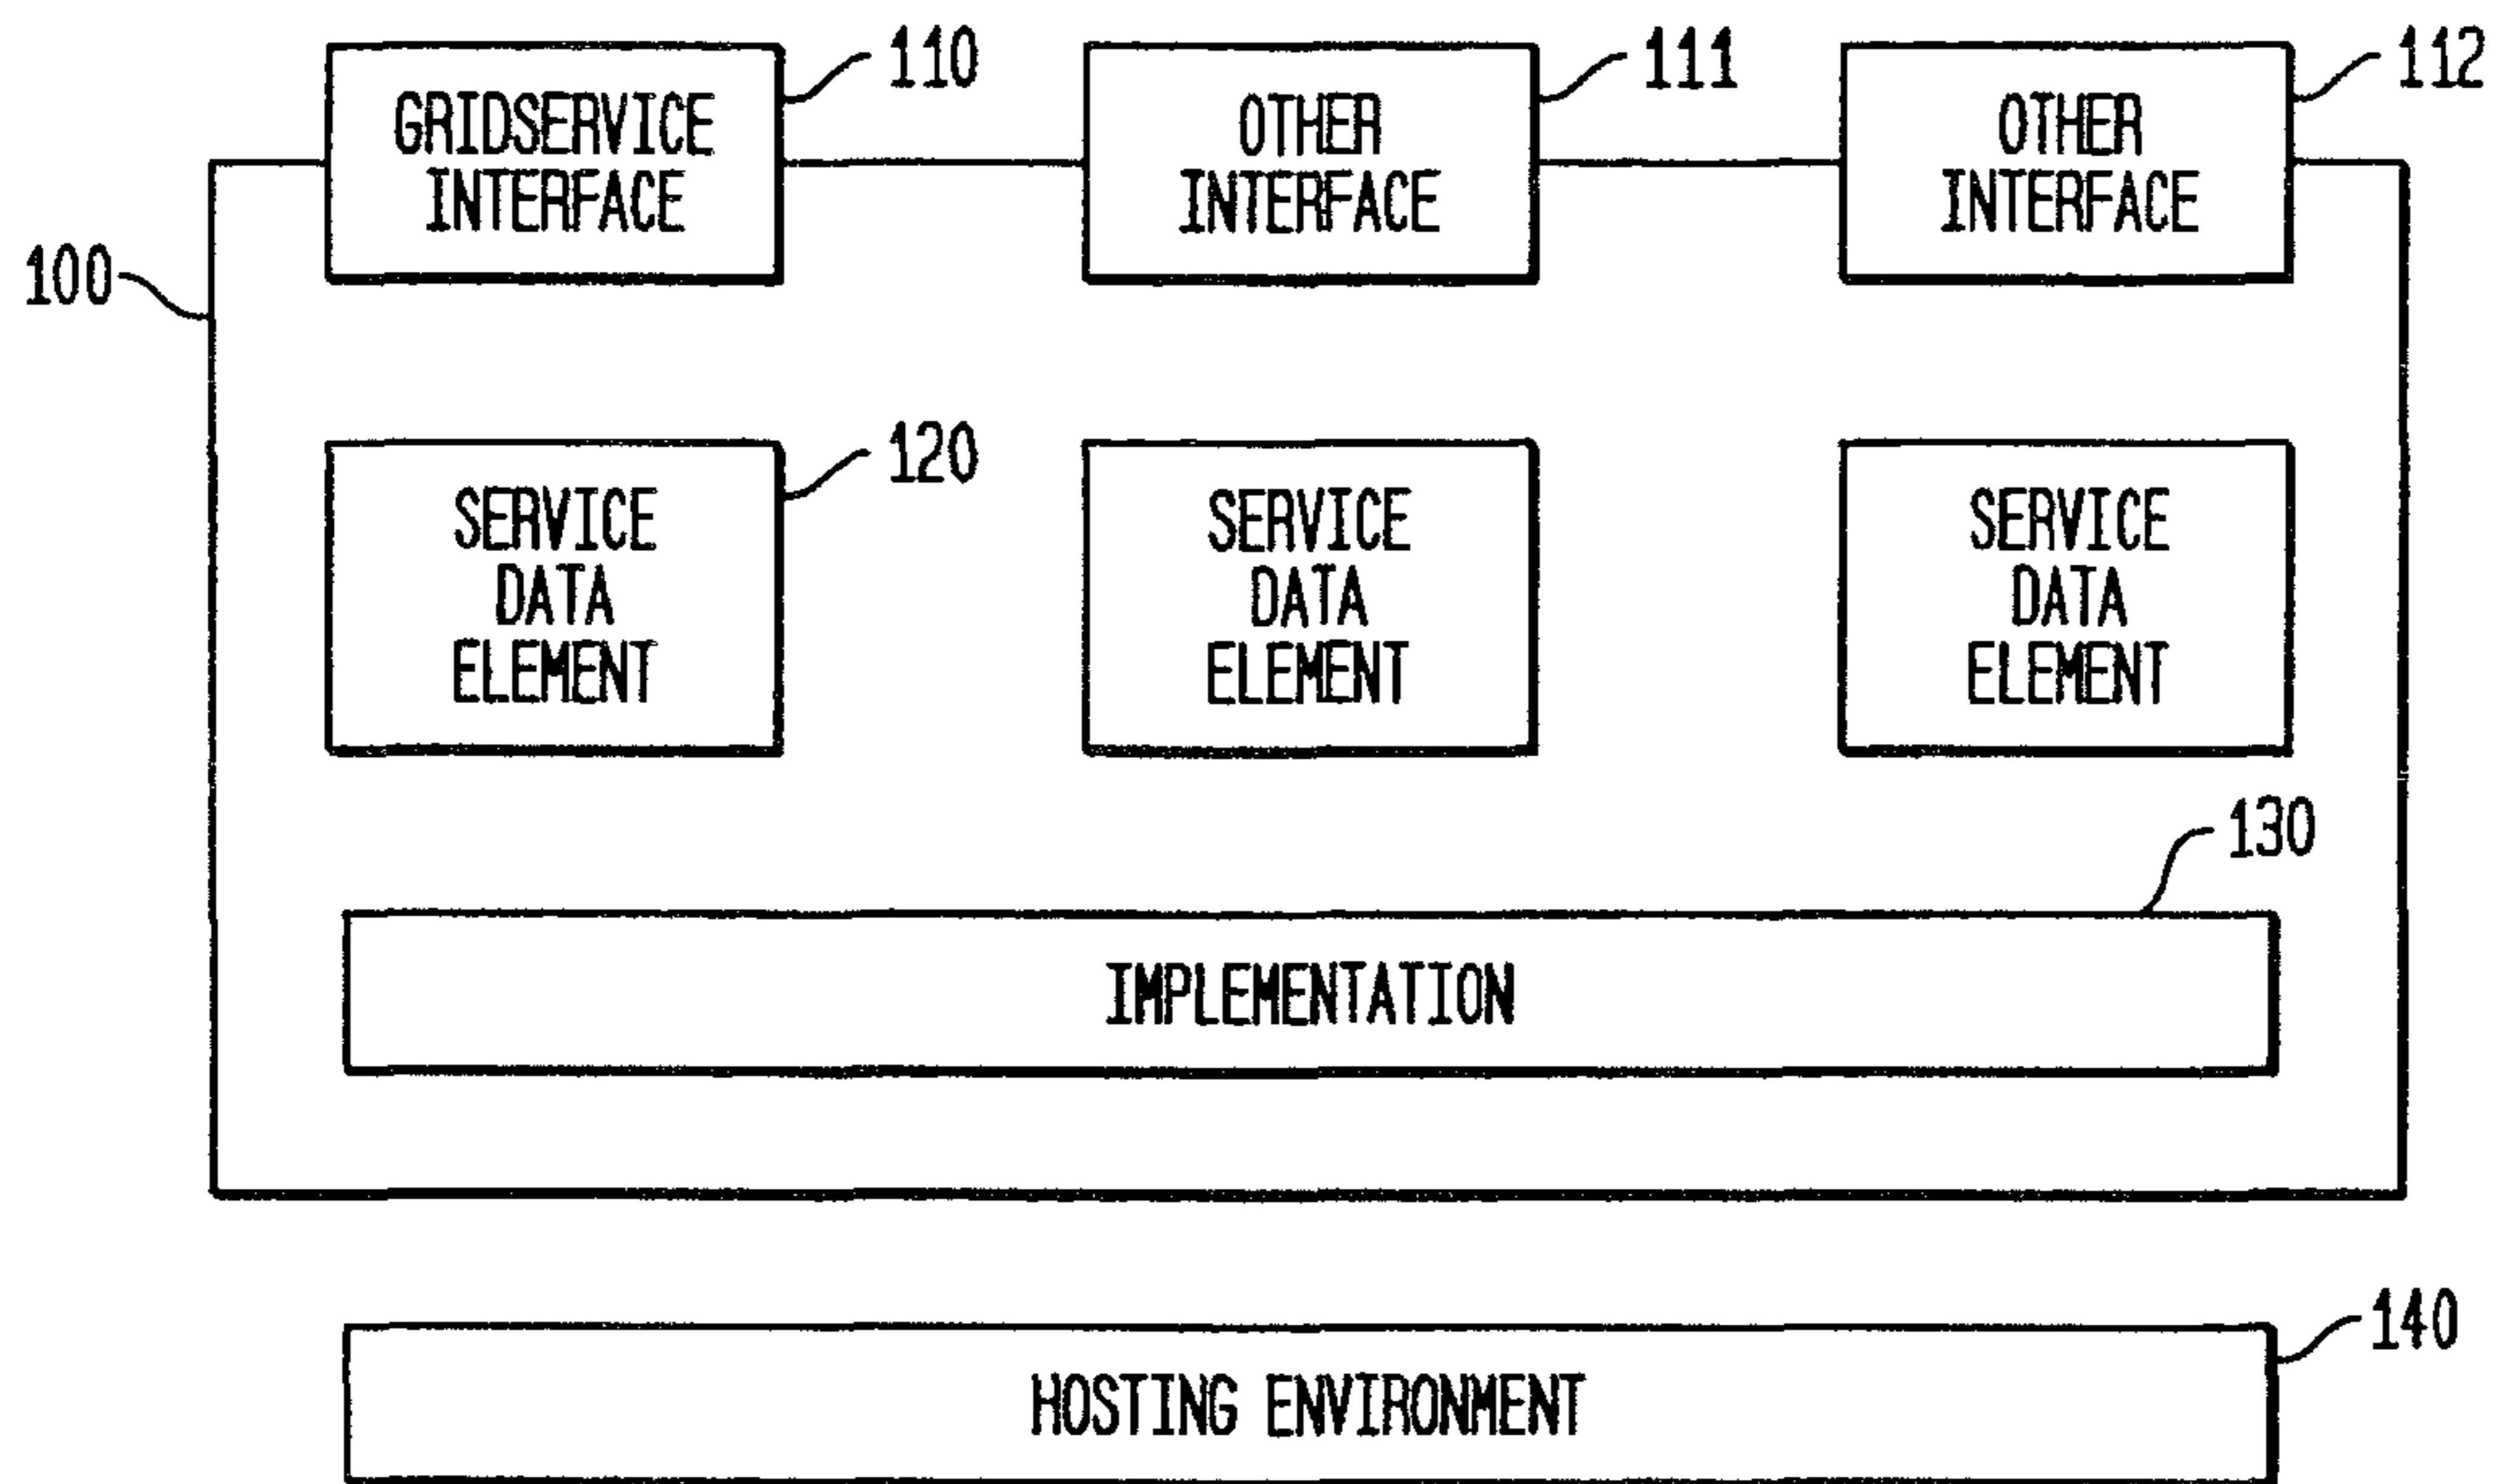 110
111
112
GRIDSERVICE
INTERFACE
OTHER
INTERFACE
OTHER
INTERFACE
100
120
SERVICE
DATA
ELEMENT
SERVICE
DATA
ELEMENT
SERVICE
DATA
ELEMENT
130
IMPLEMENTATION
140
HOSTING ENVIRONMENT